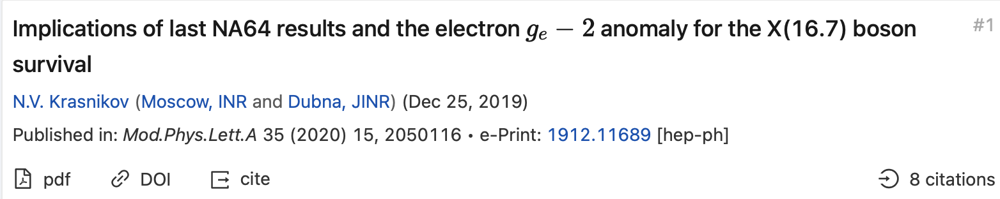 Implications of last NA64 results and the electron gₑ − 2 anomaly for the X(16.7) boson #1
survival
N.V. Krasnikov (Moscow, INR and Dubna, JINR) (Dec 25, 2019)
Published in: Mod.Phys.Lett.A 35 (2020) 15, 2050116 • e-Print: 1912.11689 [hep-ph]
pdf DOI cite 8 citations